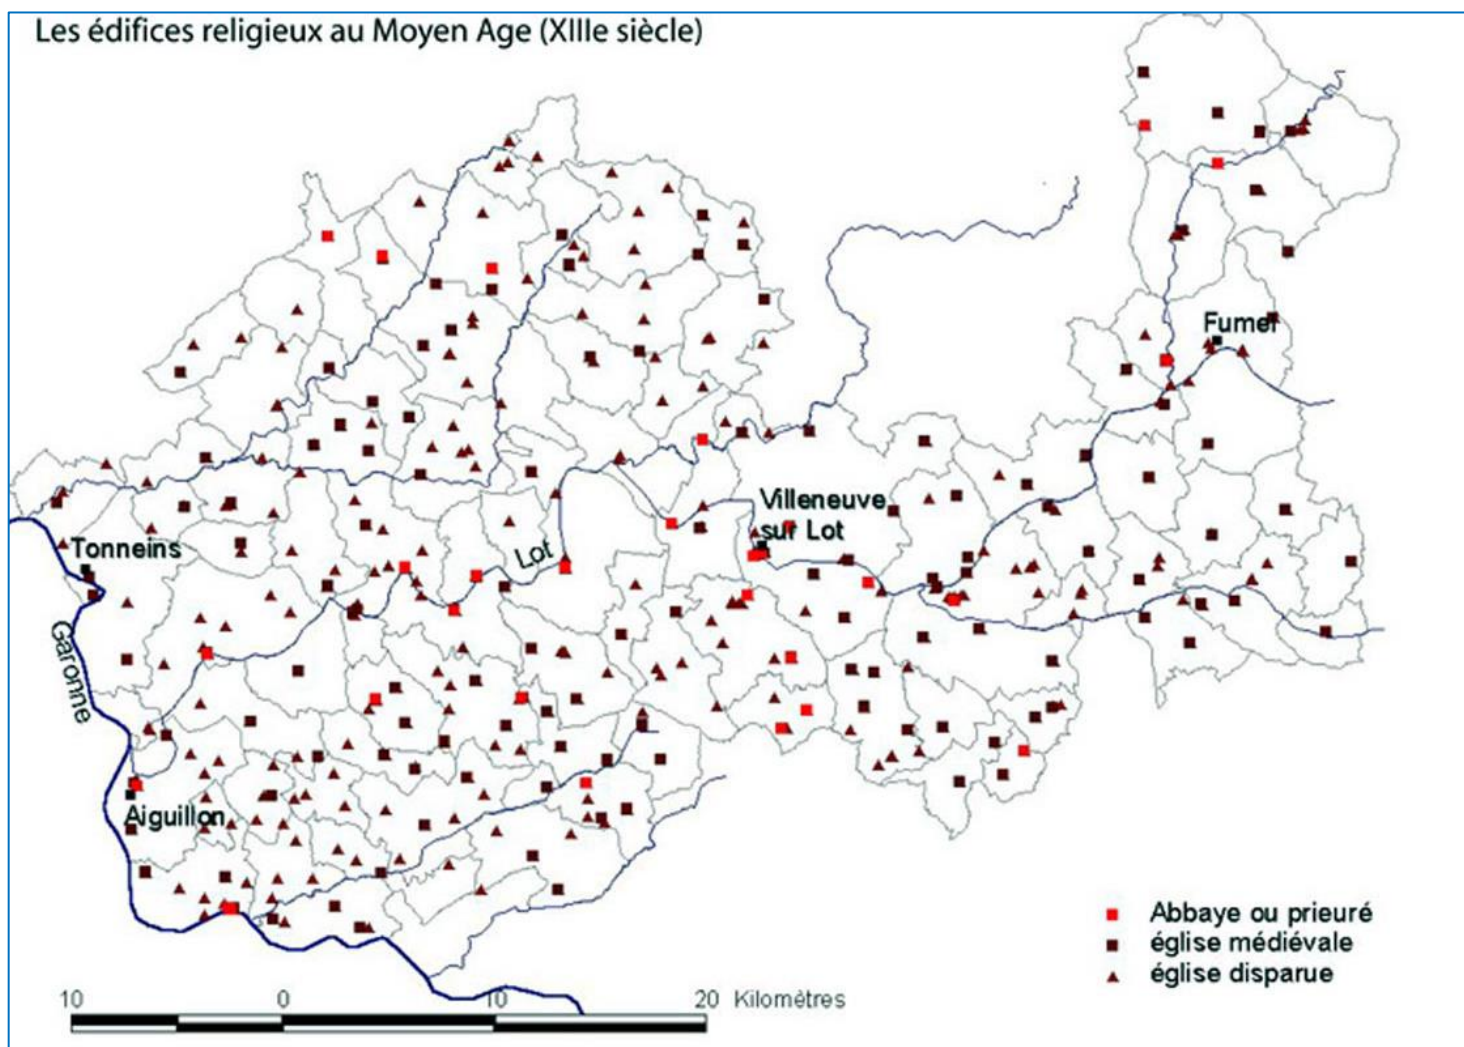 Les édifices religieux au Moyen Age (XIIIe siècle)
Fumel
Villeneuve
sur Lot
Lot
Tonneins
Garonne
Aiguillon
Abbaye ou prieuré
église médiévale
église disparue
10 0 10 20 Kilomètres